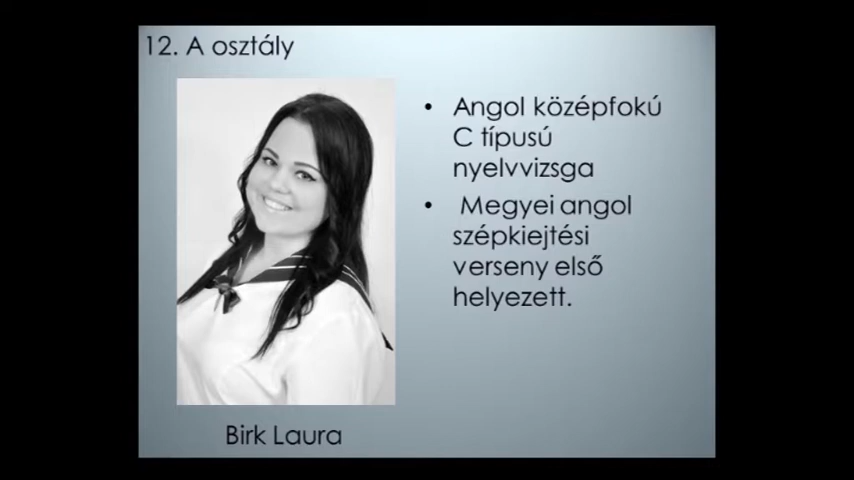 12. A osztály
• Angol középfokú
C típusú
nyelvvizsga
• Megyei angol
szépkiejtési
verseny első
helyezett.
Birk Laura